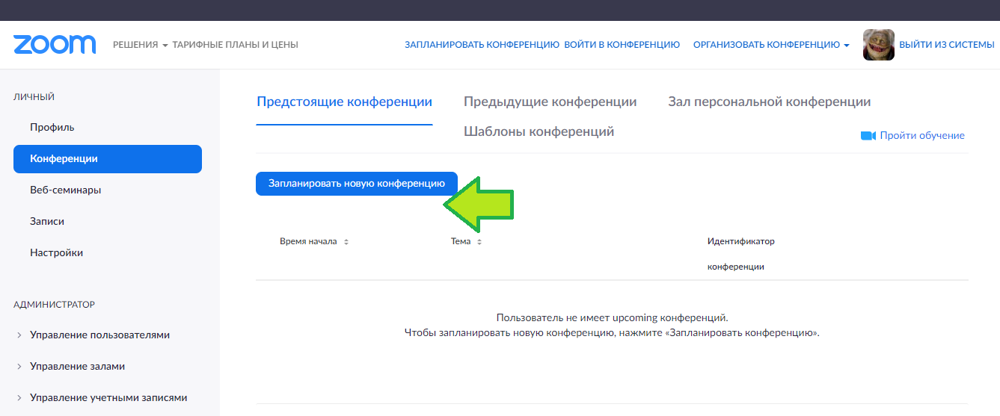 zoom
РЕШЕНИЯ ТАРИФНЫЕ ПЛАНЫ И ЦЕНЫ ЗАПЛАНИРОВАТЬ КОНФЕРЕНЦИЮ ВОЙТИ В КОНФЕРЕНЦИЮ ОРГАНИЗОВАТЬ КОНФЕРЕНЦИЮ ВЫЙТИ ИЗ СИСТЕМЫ
ЛИЧНЫЙ
Профиль
Конференции
Веб-семинары
Записи
Настройки
АДМИНИСТРАТОР
Управление пользователями
Управление залами
Управление учетными записями
Предстоящие конференции Предыдущие конференции Зал персональной конференции
Шаблоны конференций
Пройти обучение
Запланировать новую конференцию
Время начала Тема Идентификатор
конференции
Пользователь не имеет upcoming конференций.
Чтобы запланировать новую конференцию, нажмите «Запланировать конференцию».